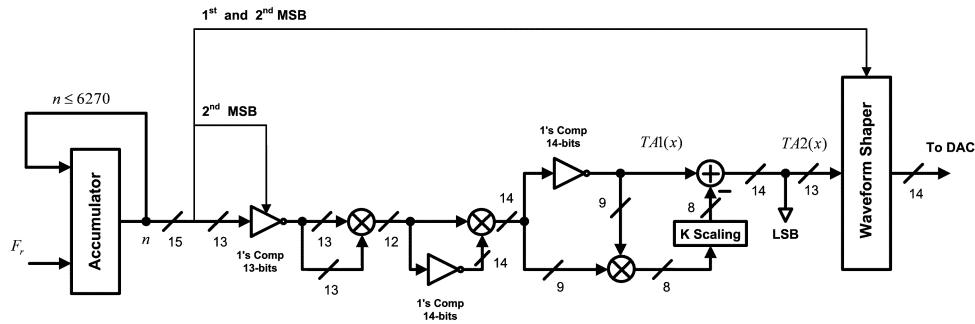 1st and 2nd MSB
n ≤ 6270
2nd MSB
Accumulator
Fr
n
15
13
1's Comp
13-bits
13
13
12
1's Comp
14-bits
14
14
1's Comp
14-bits
9
9
TA1(x)
8
8
K Scaling
14
LSB
TA2(x)
13
Waveform Shaper
To DAC
14